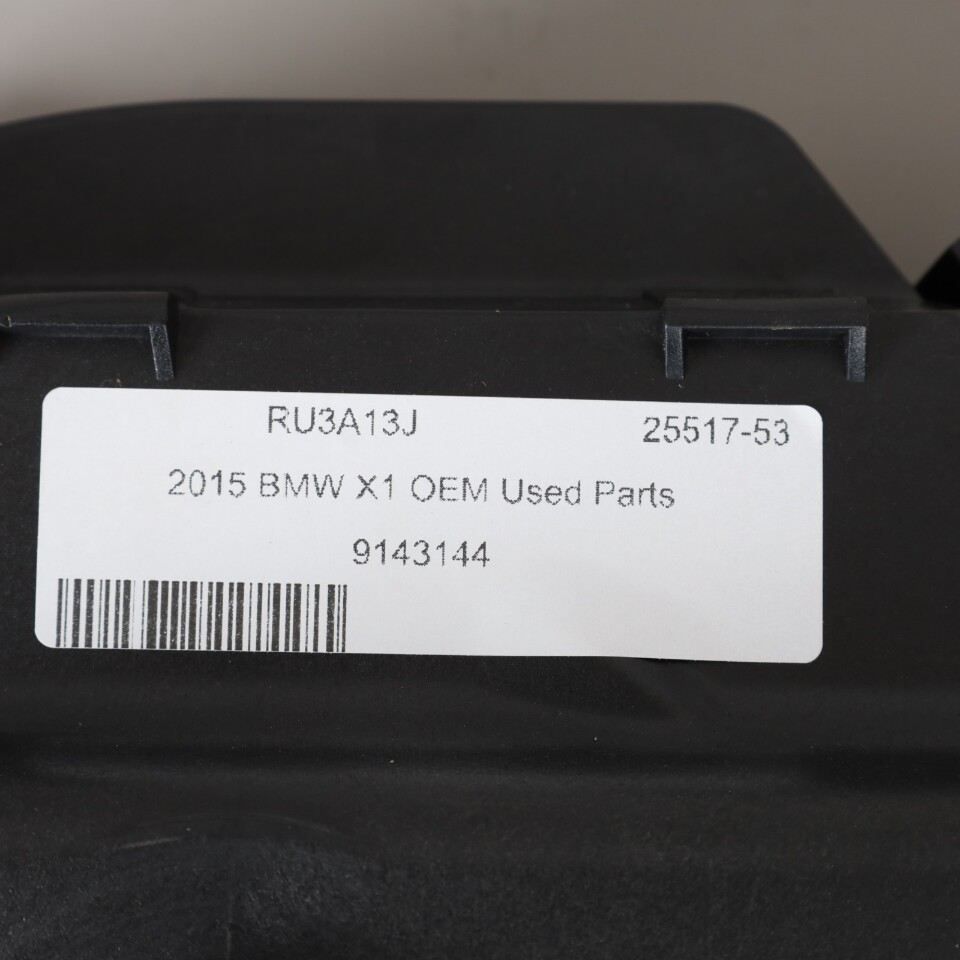 RU3A13J 25517-53
2015 BMW X1 OEM Used Parts
9143144